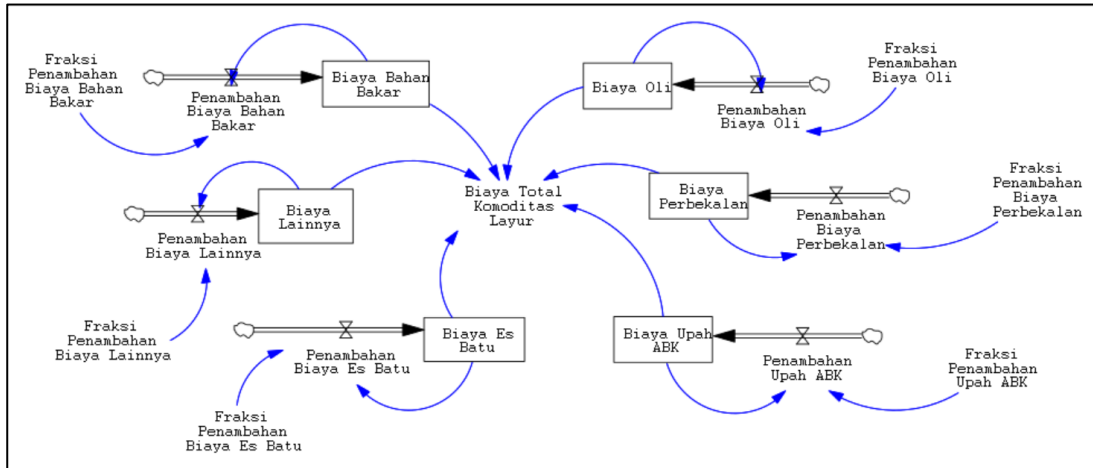 Fraksi
Penambahan
Biaya Bahan
Bakar
Penambahan
Biaya Bahan
Bakar
Biaya Bahan
Bakar
Biaya Oli
Penambahan
Biaya Oli
Fraksi
Penambahan
Biaya Oli
Penambahan
Biaya Lainnya
Biaya
Lainnya
Biaya Total
Komoditas
Layur
Biaya
Perbekalan
Penambahan
Biaya
Perbekalan
Fraksi
Penambahan
Biaya
Perbekalan
Fraksi
Penambahan
Biaya Lainnya
Penambahan
Biaya Es Batu
Biaya Es
Batu
Biaya Upah
ABK
Penambahan
Upah ABK
Fraksi
Penambahan
Upah ABK
Fraksi
Penambahan
Biaya Es Batu